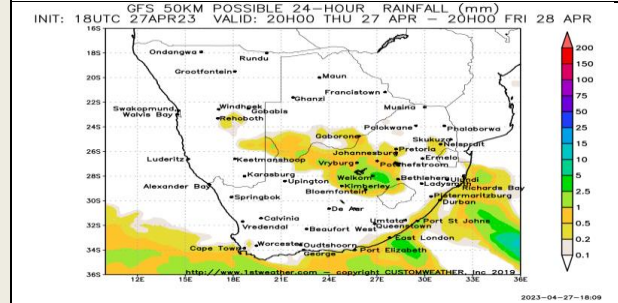 GFS 50KM POSSIBLE 24-HOUR RAINFALL (mm)
INIT: 18UTC 27APR23 VALID: 20H00 THU 27 APR - 20H00 FRI 28 APR
16S
Ondangwa
Rundu
200
18S
150
Grootfontein
100
20S
Maun
75
Francistown
22S
Ghanzi
50
Swakopmund
Windhoek
Gobabis
Musina
Walvis Bay
Rehoboth
25
24S
Polokwane
Phalaborwa
15
Gaborone
Skukuza
26S
Johannesburg
Pretoria
Nelspruit
10
Luderitz
Keetmanshoop
Vryburg
Potchefstroom
Ermelo
5
28S
Karasburg
Upington
Welkom
Bethlehem
Ulundi
2.5
Alexander Bay
Kimberley
Ladysmith
Richards Bay
Bloemfontein
30S
Springbok
Pietermaritzburg
1
De Aar
Durban
0.5
32S
Calvinia
Umtata
Port St Johns
Vredendal
Beaufort West
Queenstown
0.2
34S
Cape Town
Worcester
Oudtshoorn
East London
0.1
George
Port Elizabeth
36S
http://www.1stweather.com - copyright CUSTOMWEATHER, Inc 2019
12E 15E 18E 21E 24E 27E 30E 33E 36E
2023-04-27-18:09